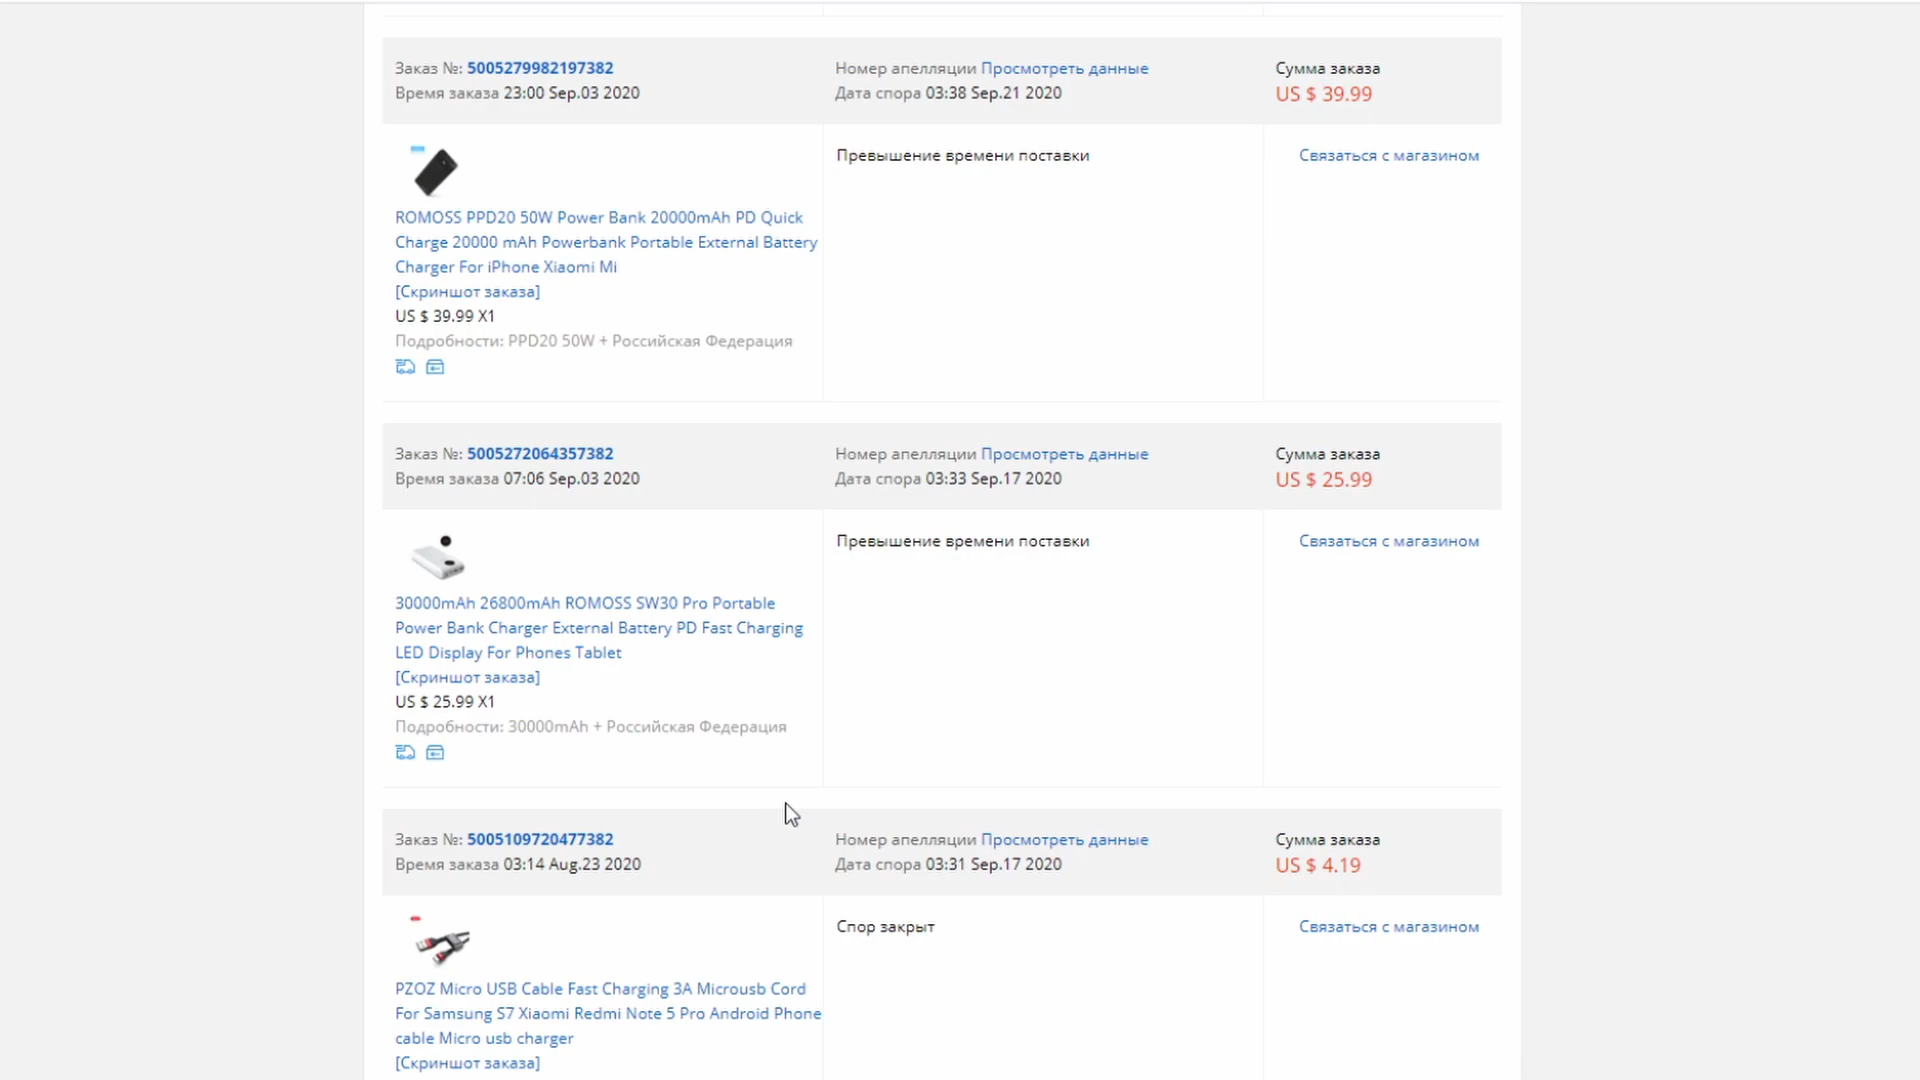 Заказ №: 5005279982197382
Время заказа 23:00 Sep.03 2020
Номер апелляции Просмотреть данные
Дата спора 03:38 Sep.21 2020
Сумма заказа
US $ 39.99
Превышение времени поставки
Связаться с магазином
ROMOSS PPD20 50W Power Bank 20000mAh PD Quick
Charge 20000 mAh Powerbank Portable External Battery
Charger For iPhone Xiaomi Mi
[Скриншот заказа]
US $ 39.99 X1
Подробности: PPD20 50W + Российская Федерация
Заказ №: 5005272064357382
Время заказа 07:06 Sep.03 2020
Номер апелляции Просмотреть данные
Дата спора 03:33 Sep.17 2020
Сумма заказа
US $ 25.99
Превышение времени поставки
Связаться с магазином
30000mAh 26800mAh ROMOSS SW30 Pro Portable
Power Bank Charger External Battery PD Fast Charging
LED Display For Phones Tablet
[Скриншот заказа]
US $ 25.99 X1
Подробности: 30000mAh + Российская Федерация
Заказ №: 5005109720477382
Время заказа 03:14 Aug.23 2020
Номер апелляции Просмотреть данные
Дата спора 03:31 Sep.17 2020
Сумма заказа
US $ 4.19
Спор закрыт
Связаться с магазином
PZOZ Micro USB Cable Fast Charging 3A Microusb Cord
For Samsung S7 Xiaomi Redmi Note 5 Pro Android Phone
cable Micro usb charger
[Скриншот заказа]